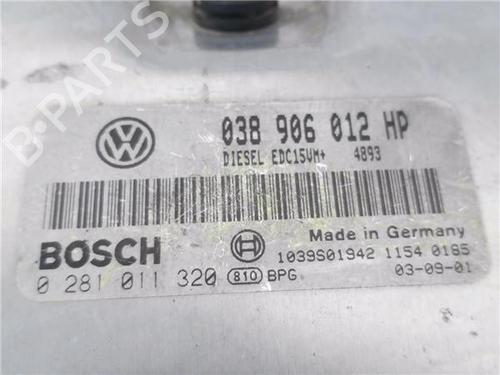 038 906 012 HP
DIESEL EDC15VM+ 4893
BOSCH
Made in Germany
1039S01942 1154 0185
0 281 011 320 810 BPG 03-09-01